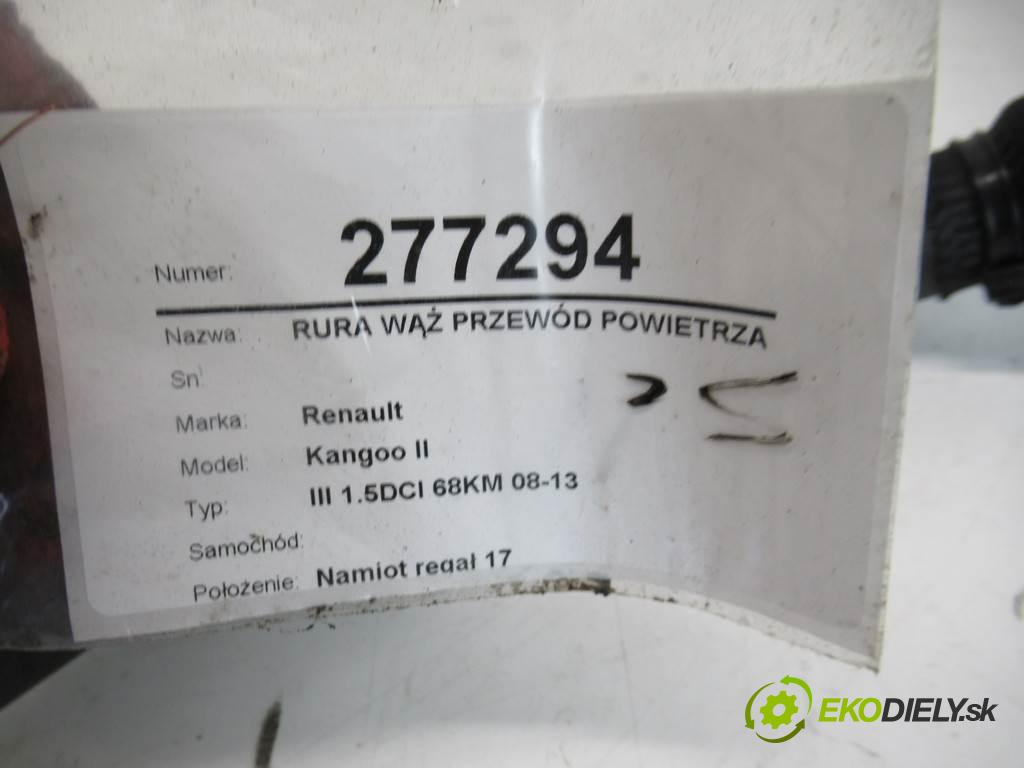 Numer: 277294
Nazwa: RURA WĄŻ PRZEWÓD POWIETRZA
Sn:
Marka: Renault
Model: Kangoo II
Typ: III 1.5DCI 68KM 08-13
Samochód:
Położenie: Namiot regał 17
EKODIELY.sk